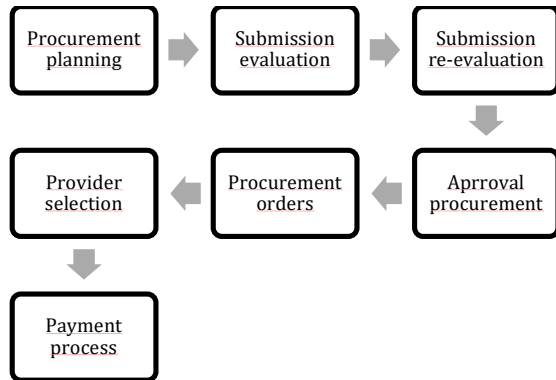 Procurement
planning
Submission
evaluation
Submission
re-evaluation
Aprroval
procurement
Procurement
orders
Provider
selection
Payment
process